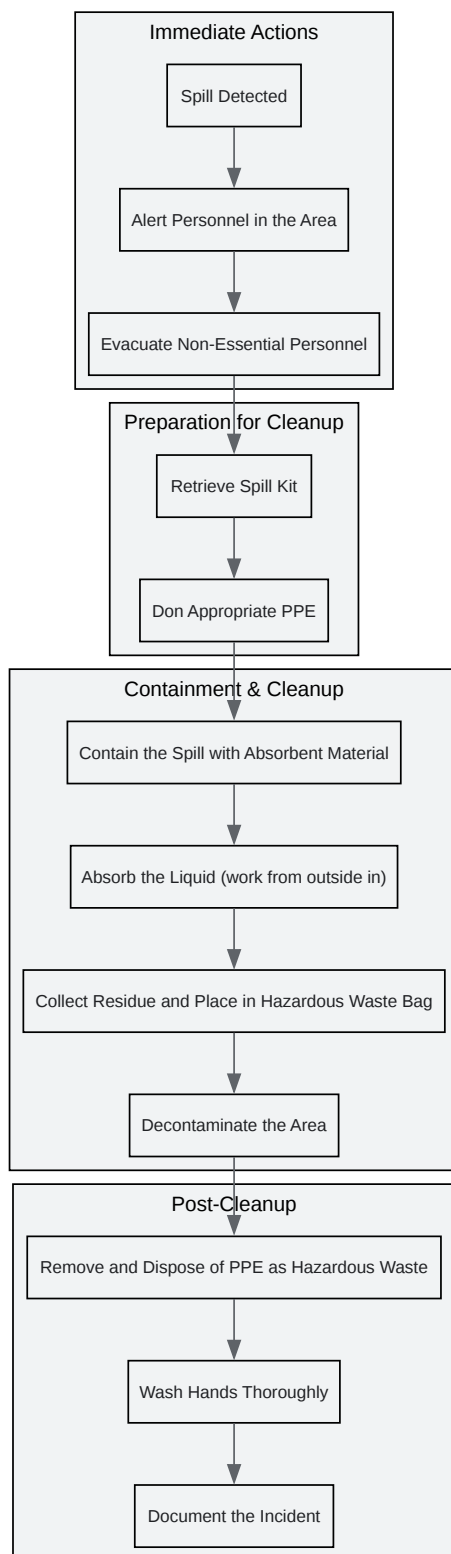 Immediate Actions
Spill Detected
Alert Personnel in the Area
Evacuate Non-Essential Personnel
Preparation for Cleanup
Retrieve Spill Kit
Don Appropriate PPE
Containment & Cleanup
Contain the Spill with Absorbent Material
Absorb the Liquid (work from outside in)
Collect Residue and Place in Hazardous Waste Bag
Decontaminate the Area
Post-Cleanup
Remove and Dispose of PPE as Hazardous Waste
Wash Hands Thoroughly
Document the Incident